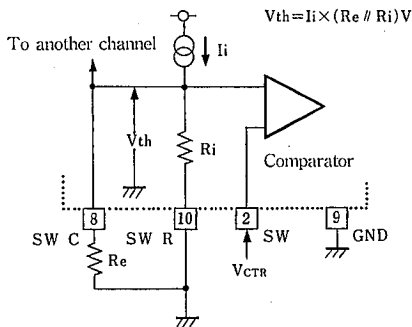 Vth=Ii×(Re∥Ri)V
To another channel
Ii
Vth
Ri
Comparator
8
10
2
9
SW C
SW R
SW
GND
Re
VCTR